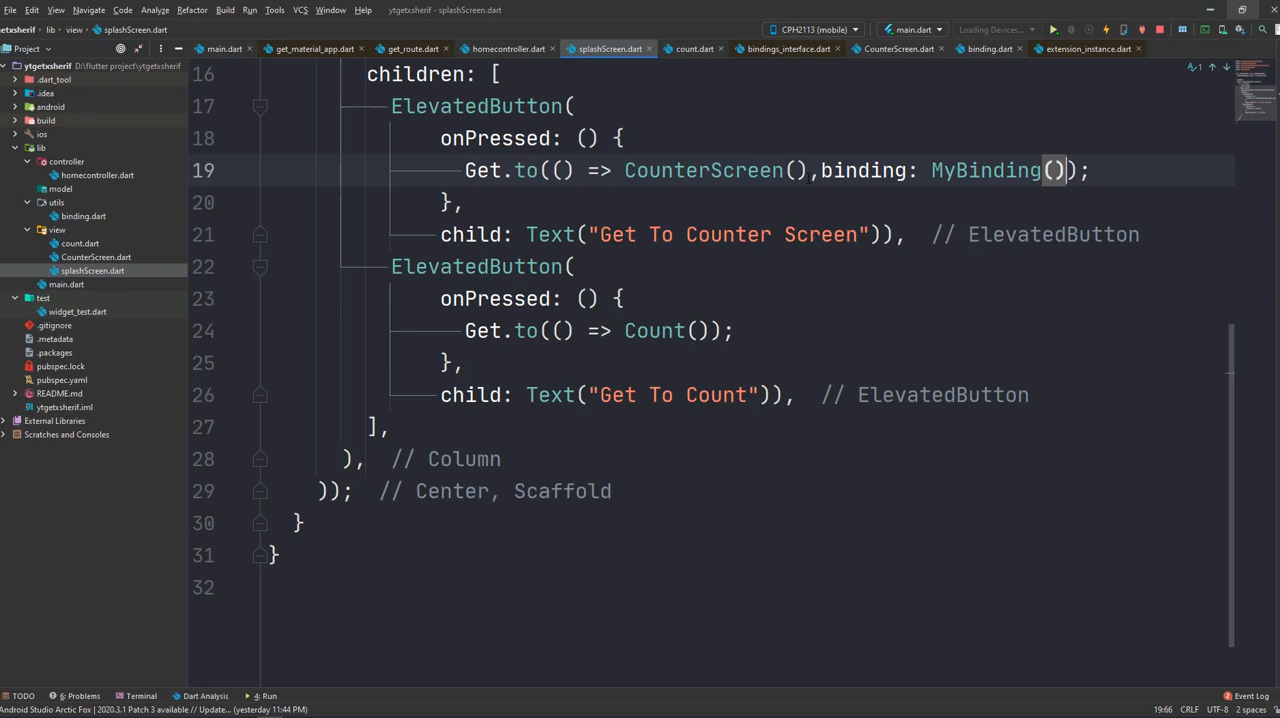 File Edit View Navigate Code Analyze Refactor Build Run Tools VCS Window Help ytgetxsherif - splashScreen.dart
ytgetxsherif lib view splashScreen.dart CPH2113 (mobile) main.dart Loading Devices...
Project main.dart get_material_app.dart get_route.dart homecontroller.dart splashScreen.dart count.dart bindings_interface.dart CounterScreen.dart binding.dart extension_instance.dart
ytgetxsherif D:\flutter project\ytgetxsherif
.dart_tool
.idea
android
build
ios
lib
controller
homecontroller.dart
model
utils
binding.dart
view
count.dart
CounterScreen.dart
splashScreen.dart
main.dart
test
widget_test.dart
.gitignore
.metadata
.packages
pubspec.lock
pubspec.yaml
README.md
ytgetxsherif.iml
External Libraries
Scratches and Consoles
1
16 children: [
17 ElevatedButton(
18 onPressed: () {
19 Get.to(() => CounterScreen(),binding: MyBinding());
20 },
21 child: Text("Get To Counter Screen")), // ElevatedButton
22 ElevatedButton(
23 onPressed: () {
24 Get.to(() => Count());
25 },
26 child: Text("Get To Count")), // ElevatedButton
27 ],
28 ), // Column
29 )); // Center, Scaffold
30 }
31 }
32
TODO 6: Problems Terminal Dart Analysis 4: Run 2 Event Log
Android Studio Arctic Fox | 2020.3.1 Patch 3 available // Update... (yesterday 11:44 PM) 19:66 CRLF UTF-8 2 spaces